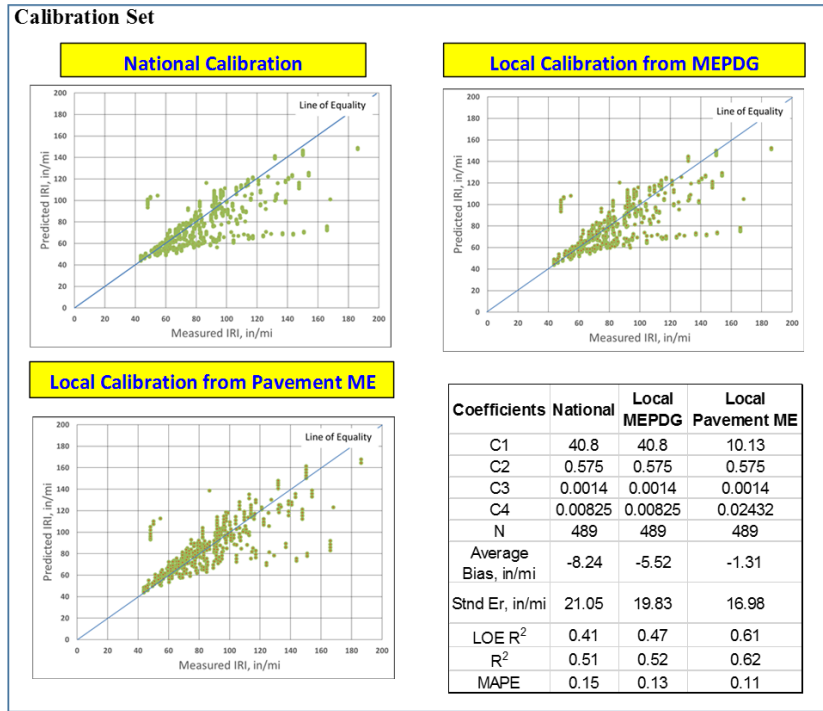 Calibration Set
National Calibration
Predicted IRI, in/mi
200
180
160
140
120
100
80
60
40
20
0
Line of Equality
0 20 40 60 80 100 120 140 160 180 200
Measured IRI, in/mi
Local Calibration from MEPDG
Predicted IRI, in/mi
200
180
160
140
120
100
80
60
40
20
0
Line of Equality
0 20 40 60 80 100 120 140 160 180 200
Measured IRI, in/mi
Local Calibration from Pavement ME
Predicted IRI, in/mi
200
180
160
140
120
100
80
60
40
20
0
Line of Equality
0 20 40 60 80 100 120 140 160 180 200
Measured IRI, in/mi
Coefficients National Local MEPDG Local Pavement ME
C1 40.8 40.8 10.13
C2 0.575 0.575 0.575
C3 0.0014 0.0014 0.0014
C4 0.00825 0.00825 0.02432
N 489 489 489
Average Bias, in/mi -8.24 -5.52 -1.31
Stnd Er, in/mi 21.05 19.83 16.98
LOE R² 0.41 0.47 0.61
R² 0.51 0.52 0.62
MAPE 0.15 0.13 0.11